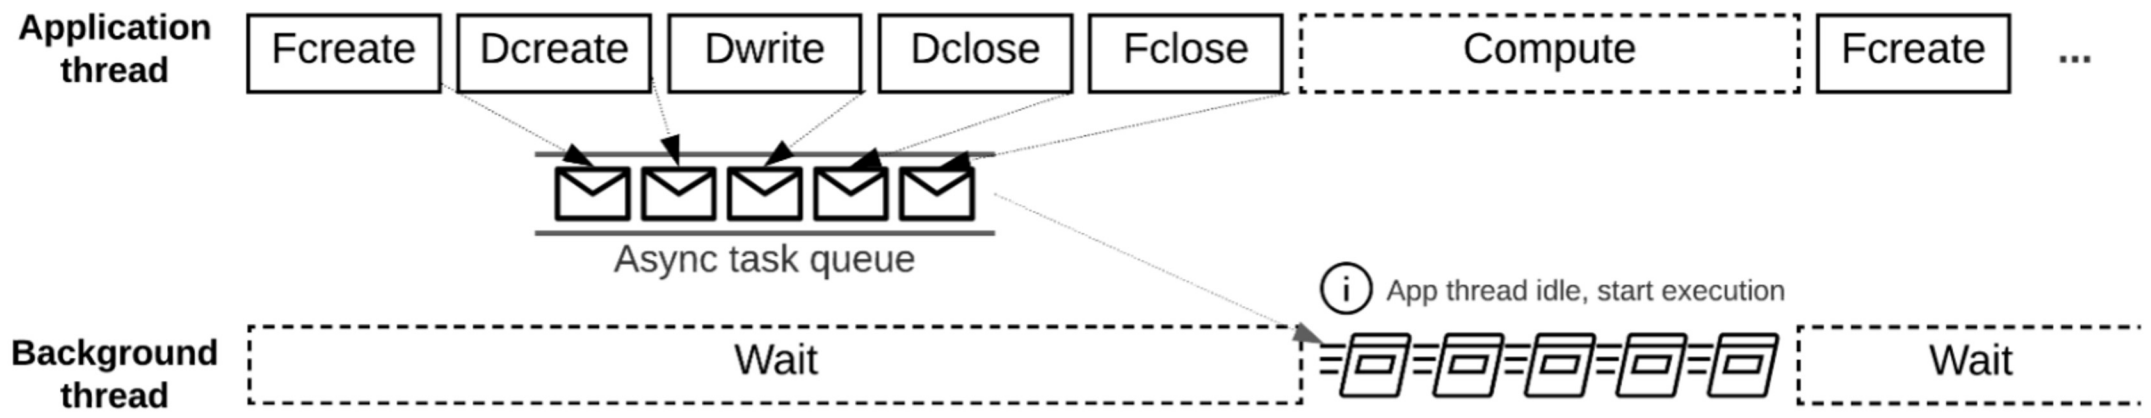 Application
thread
Fcreate Dcreate Dwrite Dclose Fclose Compute Fcreate ...
Async task queue
i App thread idle, start execution
Background
thread
Wait Wait